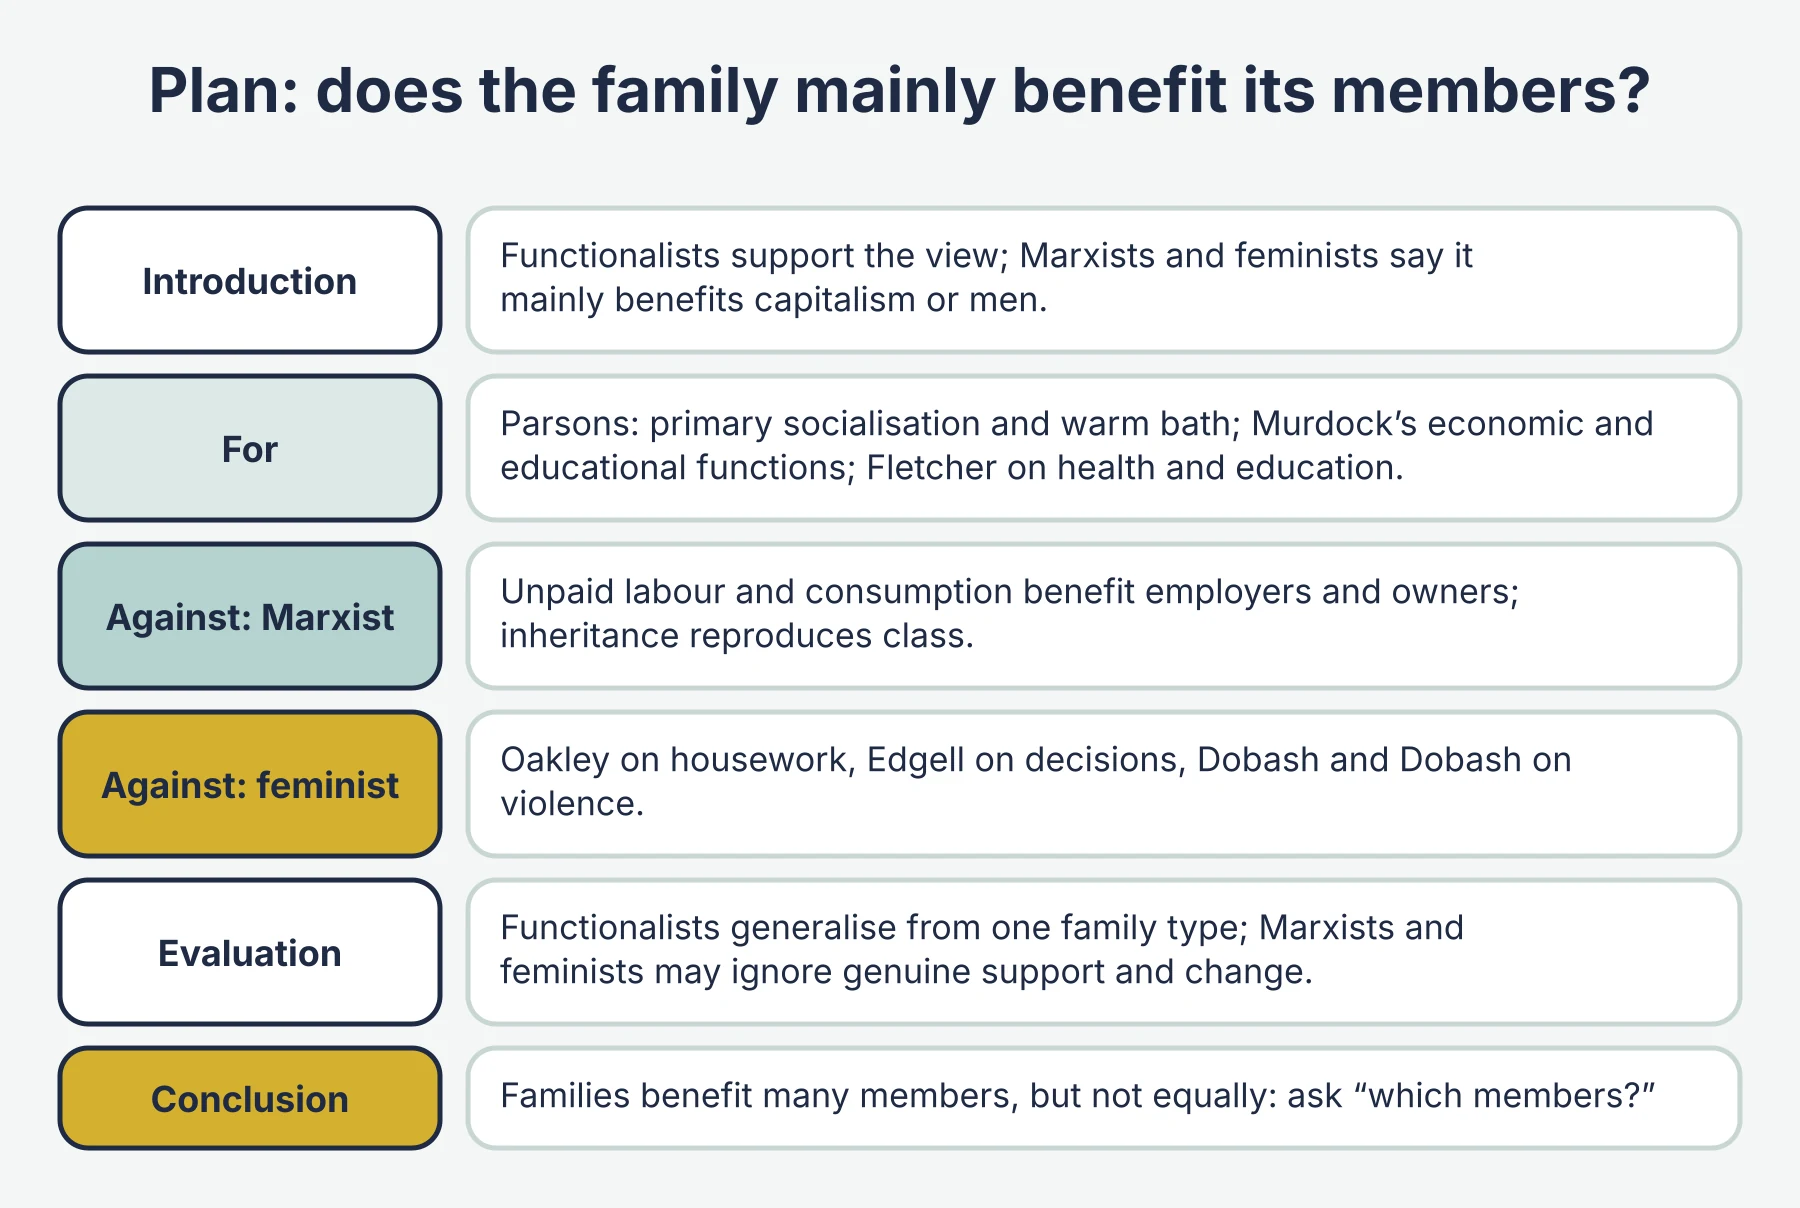 Plan: does the family mainly benefit its members?
Introduction
Functionalists support the view; Marxists and feminists say it
mainly benefits capitalism or men.
For
Parsons: primary socialisation and warm bath; Murdock’s economic and
educational functions; Fletcher on health and education.
Against: Marxist
Unpaid labour and consumption benefit employers and owners;
inheritance reproduces class.
Against: feminist
Oakley on housework, Edgell on decisions, Dobash and Dobash on
violence.
Evaluation
Functionalists generalise from one family type; Marxists and
feminists may ignore genuine support and change.
Conclusion
Families benefit many members, but not equally: ask “which members?”